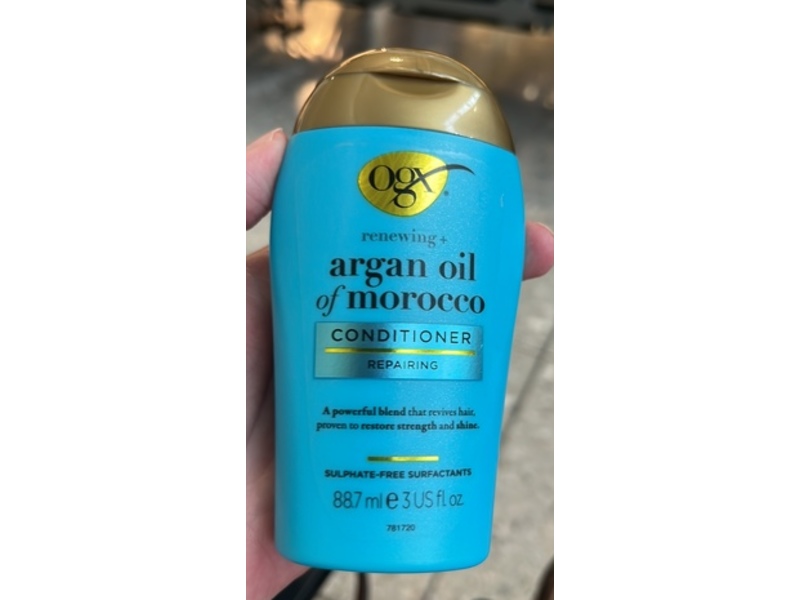 ogx
renewing+
argan oil
of morocco
CONDITIONER
REPAIRING
A powerful blend that revives hair,
proven to restore strength and shine.
SULPHATE-FREE SURFACTANTS
88.7 ml e 3 US fl. oz.
781720